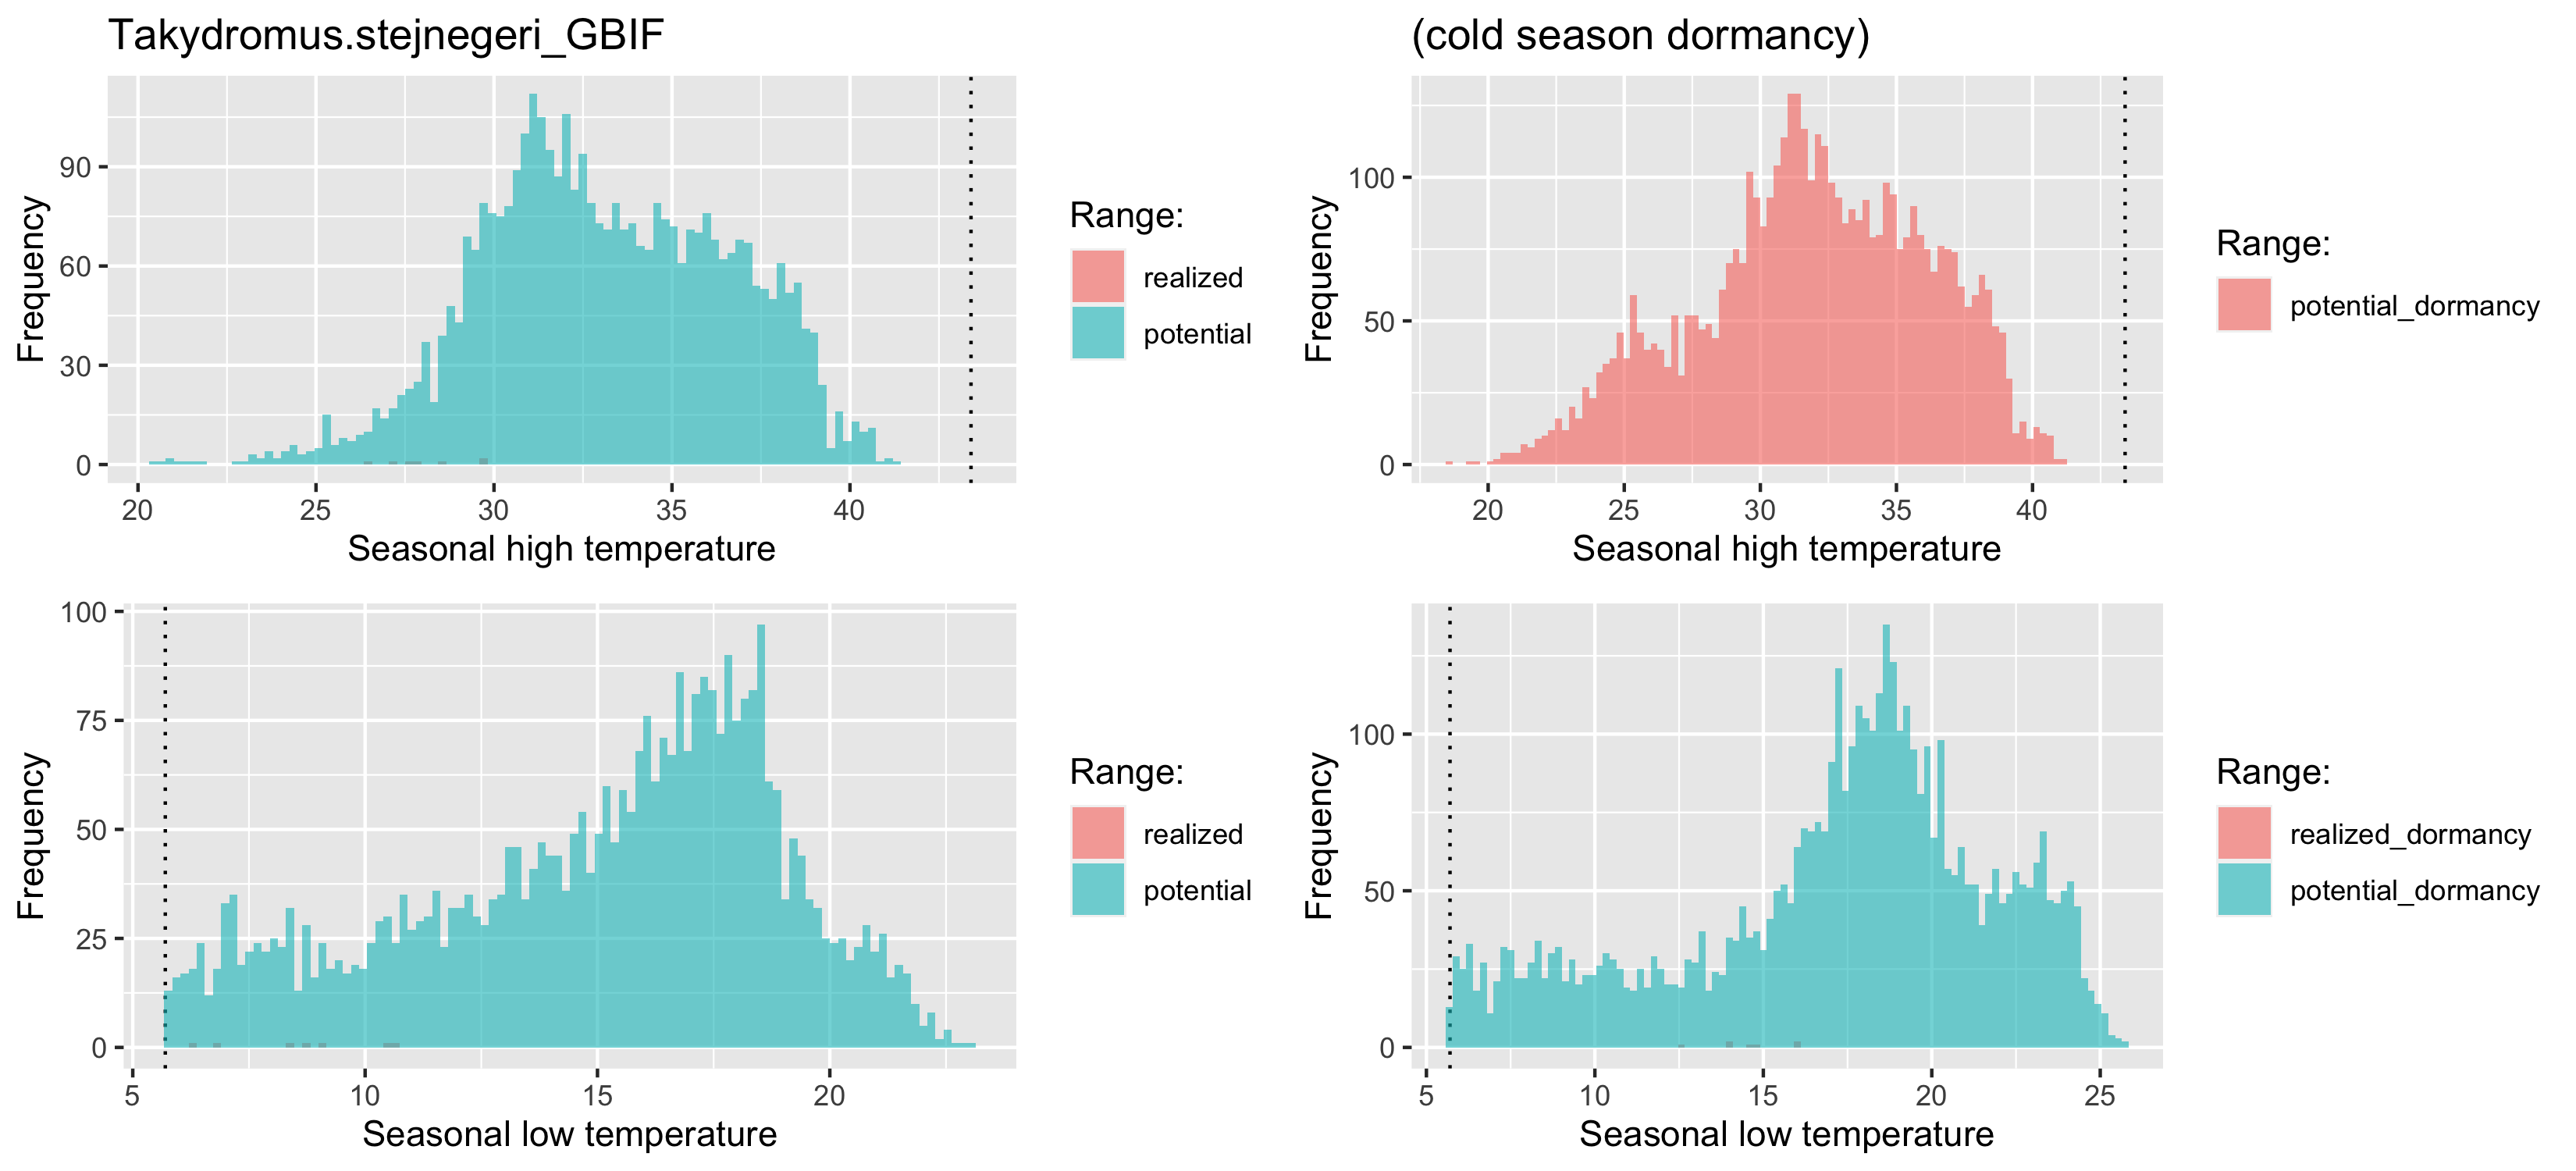 Takydromus.stejnegeri_GBIF
Frequency
90
60
30
0
20 25 30 35 40
Seasonal high temperature
Range:
realized
potential
(cold season dormancy)
Frequency
100
50
0
20 25 30 35 40
Seasonal high temperature
Range:
potential_dormancy
Frequency
100
75
50
25
0
5 10 15 20
Seasonal low temperature
Range:
realized
potential
Frequency
100
50
0
5 10 15 20 25
Seasonal low temperature
Range:
realized_dormancy
potential_dormancy